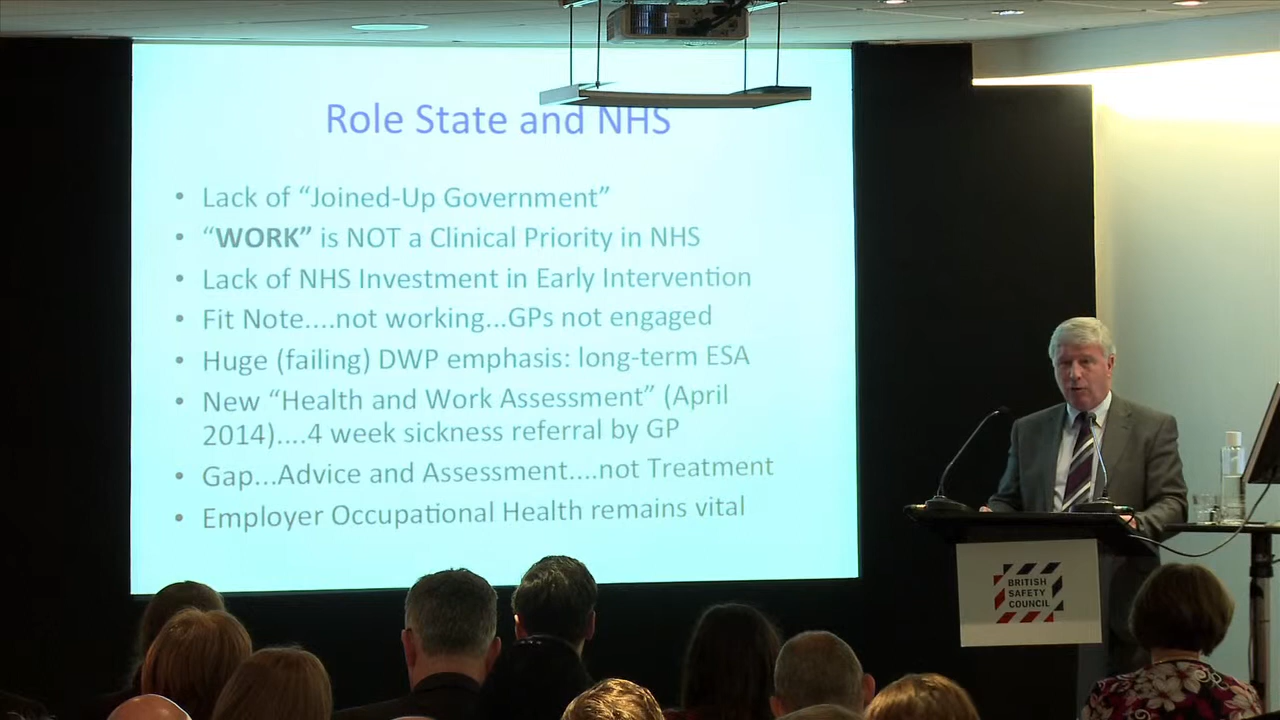 Role State and NHS
• Lack of “Joined-Up Government”
• “WORK” is NOT a Clinical Priority in NHS
• Lack of NHS Investment in Early Intervention
• Fit Note....not working...GPs not engaged
• Huge (failing) DWP emphasis: long-term ESA
• New “Health and Work Assessment” (April
2014)....4 week sickness referral by GP
• Gap...Advice and Assessment....not Treatment
• Employer Occupational Health remains vital
BRITISH
SAFETY
COUNCIL